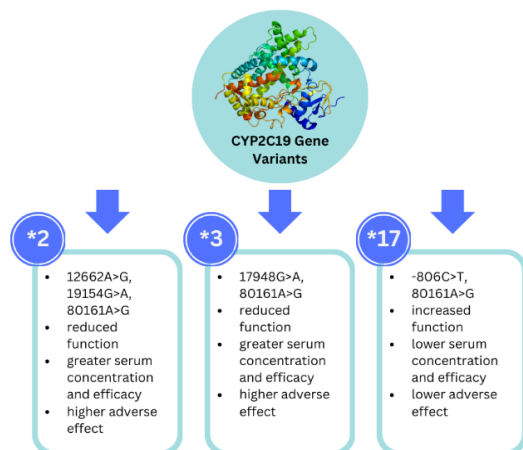 CYP2C19 Gene
Variants
*2
• 12662A>G,
19154G>A,
80161A>G
• reduced
function
• greater serum
concentration
and efficacy
• higher adverse
effect
*3
• 17948G>A,
80161A>G
• reduced
function
• greater serum
concentration
and efficacy
• higher adverse
effect
*17
• -806C>T,
80161A>G
• increased
function
• lower serum
concentration
and efficacy
• lower adverse
effect